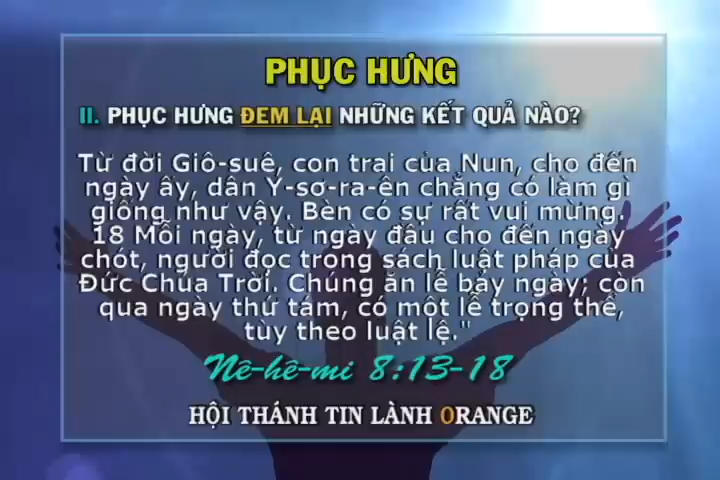 PHỤC HƯNG
II. PHỤC HƯNG ĐEM LẠI NHỮNG KẾT QUẢ NÀO?
Từ đời Giô-suê, con trai của Nun, cho đến
ngày ấy, dân Y-sơ-ra-ên chẳng có làm gì
giống như vậy. Bèn có sự rất vui mừng.
18 Mỗi ngày, từ ngày đầu cho đến ngày
chót, người đọc trong sách luật pháp của
Đức Chúa Trời. Chúng ăn lễ bảy ngày; còn
qua ngày thứ tám, có một lễ trọng thể,
tùy theo luật lệ."
Nê-hê-mi 8:13-18
HỘI THÁNH TIN LÀNH ORANGE